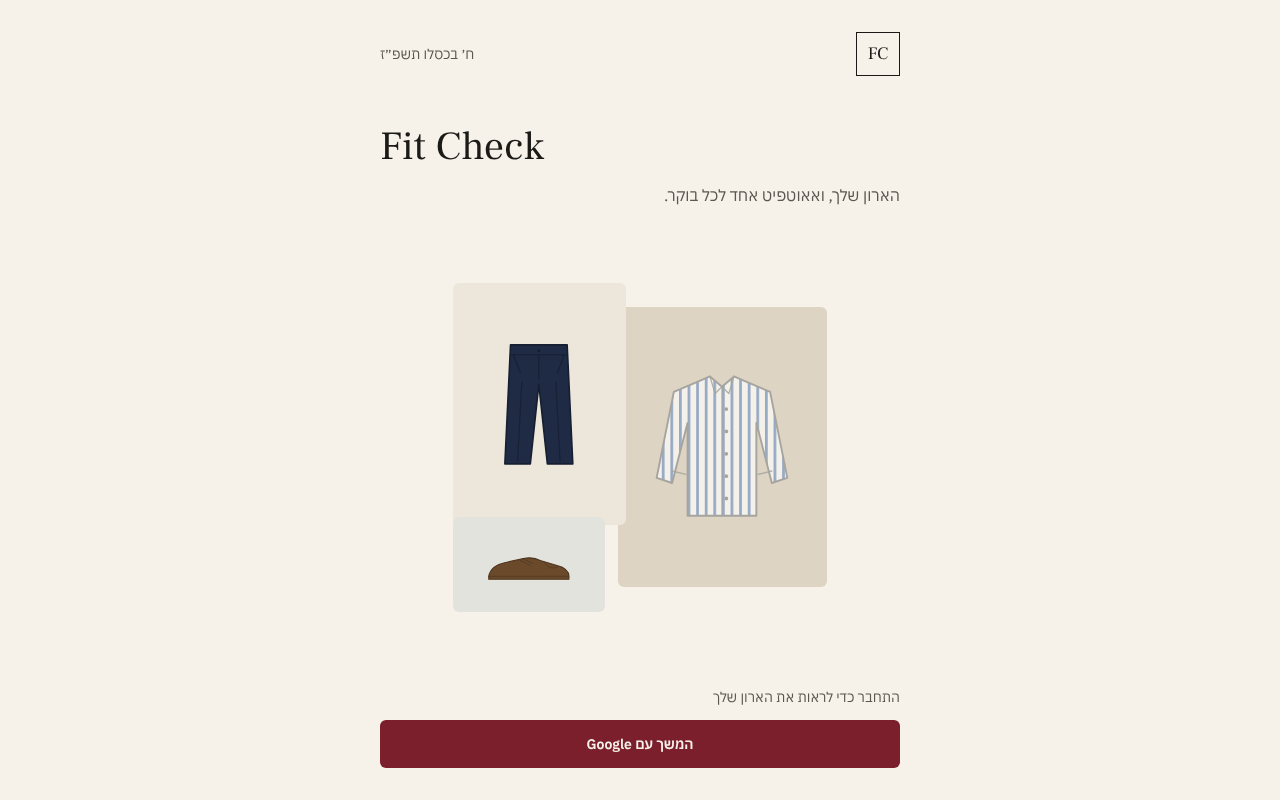 FC
ח׳ בכסלו תשפ״ז
Fit Check
הארון שלך, ואאוטפיט אחד לכל בוקר.
התחבר כדי לראות את הארון שלך
המשך עם Google